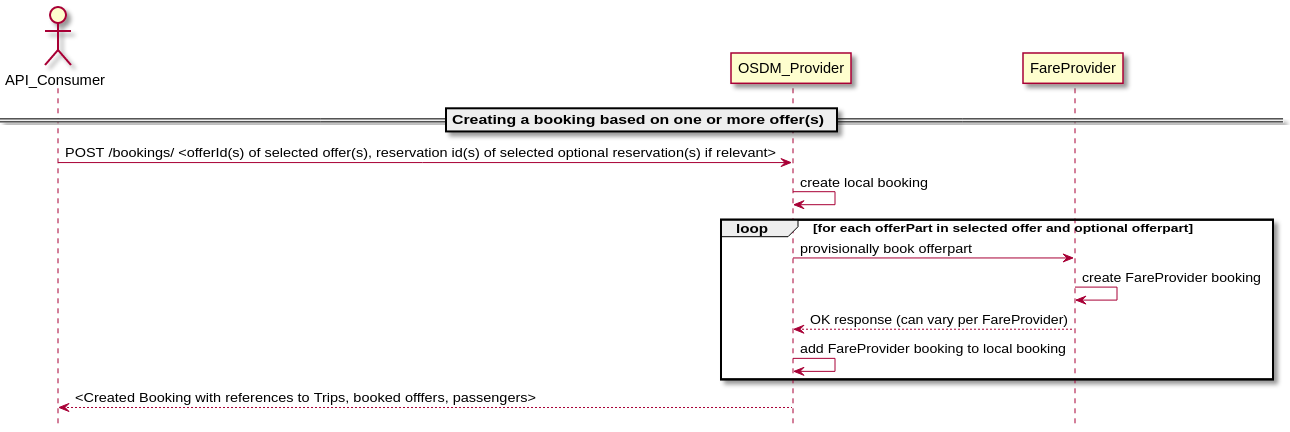 API_Consumer
OSDM_Provider
FareProvider
Creating a booking based on one or more offer(s)
POST /bookings/ <offerId(s) of selected offer(s), reservation id(s) of selected optional reservation(s) if relevant>
create local booking
loop
[for each offerPart in selected offer and optional offerpart]
provisionally book offerpart
create FareProvider booking
OK response (can vary per FareProvider)
add FareProvider booking to local booking
<Created Booking with references to Trips, booked offfers, passengers>